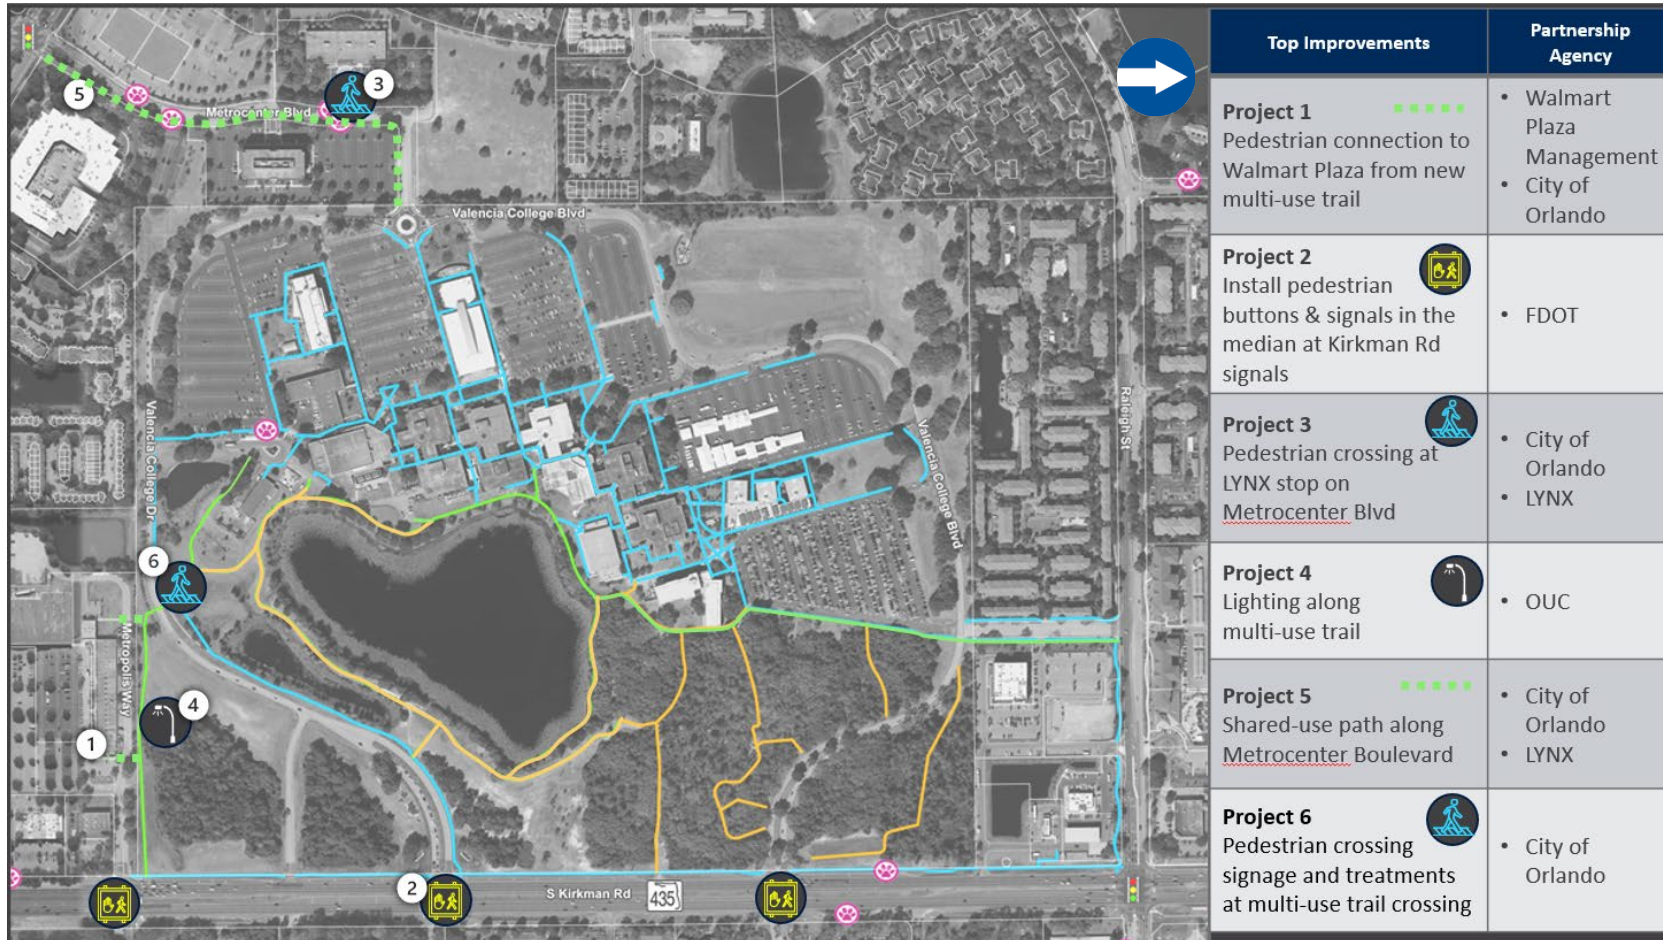 5
3
Metrocenter Blvd
Valencia College Blvd
Valencia College Dr
Valencia College Blvd
Raleigh St
6
Metropolis Way
4
1
2
S Kirkman Rd
435
Top Improvements
Partnership
Agency
Project 1
Pedestrian connection to
Walmart Plaza from new
multi-use trail
• Walmart
Plaza
Management
• City of
Orlando
Project 2
Install pedestrian
buttons & signals in the
median at Kirkman Rd
signals
• FDOT
Project 3
Pedestrian crossing at
LYNX stop on
Metrocenter Blvd
• City of
Orlando
• LYNX
Project 4
Lighting along
multi-use trail
• OUC
Project 5
Shared-use path along
Metrocenter Boulevard
• City of
Orlando
• LYNX
Project 6
Pedestrian crossing
signage and treatments
at multi-use trail crossing
• City of
Orlando